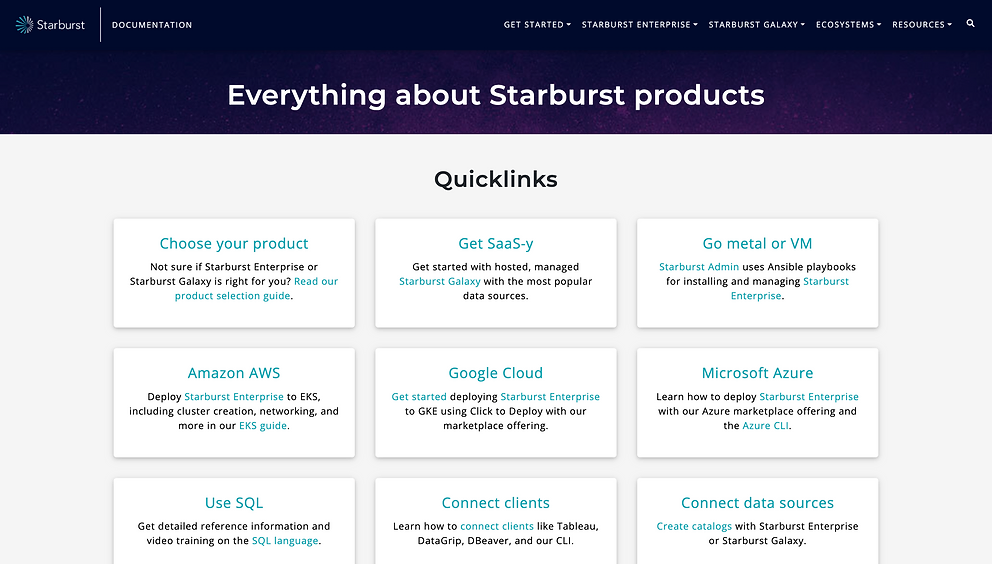 Starburst
DOCUMENTATION
GET STARTED
STARBURST ENTERPRISE
STARBURST GALAXY
ECOSYSTEMS
RESOURCES
Everything about Starburst products
Quicklinks
Choose your product
Not sure if Starburst Enterprise or
Starburst Galaxy is right for you? Read our
product selection guide.
Get SaaS-y
Get started with hosted, managed
Starburst Galaxy with the most popular
data sources.
Go metal or VM
Starburst Admin uses Ansible playbooks
for installing and managing Starburst
Enterprise.
Amazon AWS
Deploy Starburst Enterprise to EKS,
including cluster creation, networking, and
more in our EKS guide.
Google Cloud
Get started deploying Starburst Enterprise
to GKE using Click to Deploy with our
marketplace offering.
Microsoft Azure
Learn how to deploy Starburst Enterprise
with our Azure marketplace offering and
the Azure CLI.
Use SQL
Get detailed reference information and
video training on the SQL language.
Connect clients
Learn how to connect clients like Tableau,
DataGrip, DBeaver, and our CLI.
Connect data sources
Create catalogs with Starburst Enterprise
or Starburst Galaxy.